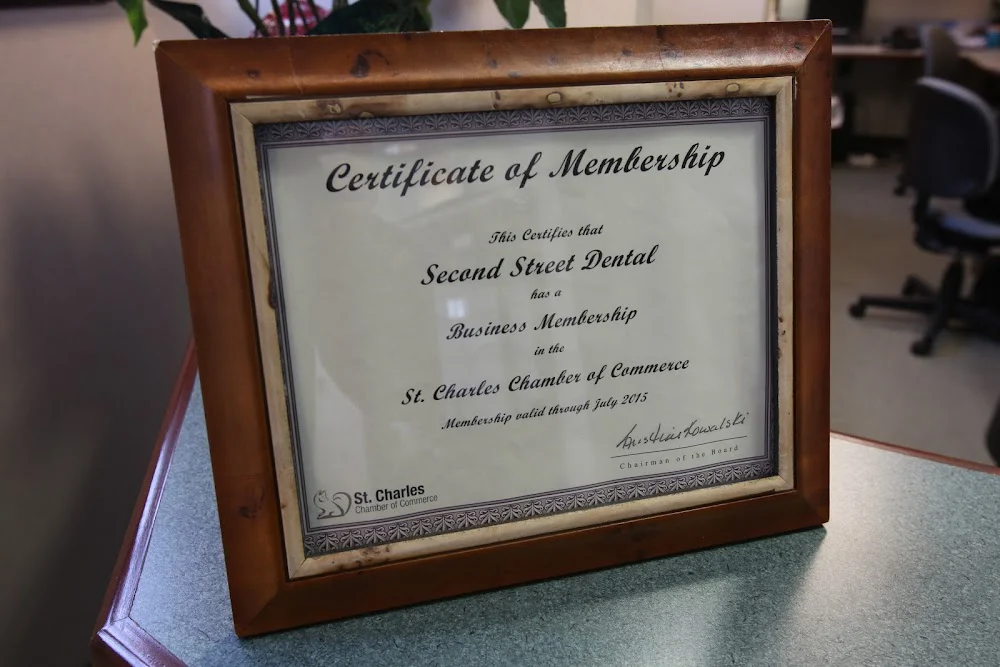 Certificate of Membership
This Certifies that
Second Street Dental
has a
Business Membership
in the
St. Charles Chamber of Commerce
Membership valid through July 2015
Kowalski
Chairman of the Board
St. Charles
Chamber of Commerce